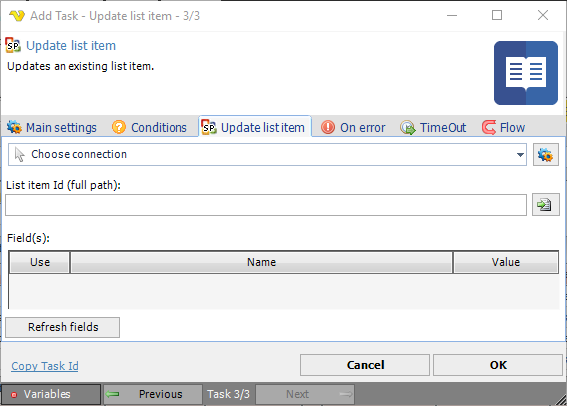 Add Task - Update list item - 3/3
SP Update list item
Updates an existing list item.
Main settings Conditions SP Update list item On error TimeOut Flow
Choose connection
List item Id (full path):
Field(s):
Use Name Value
Refresh fields
Copy Task Id Cancel OK
Variables Previous Task 3/3 Next